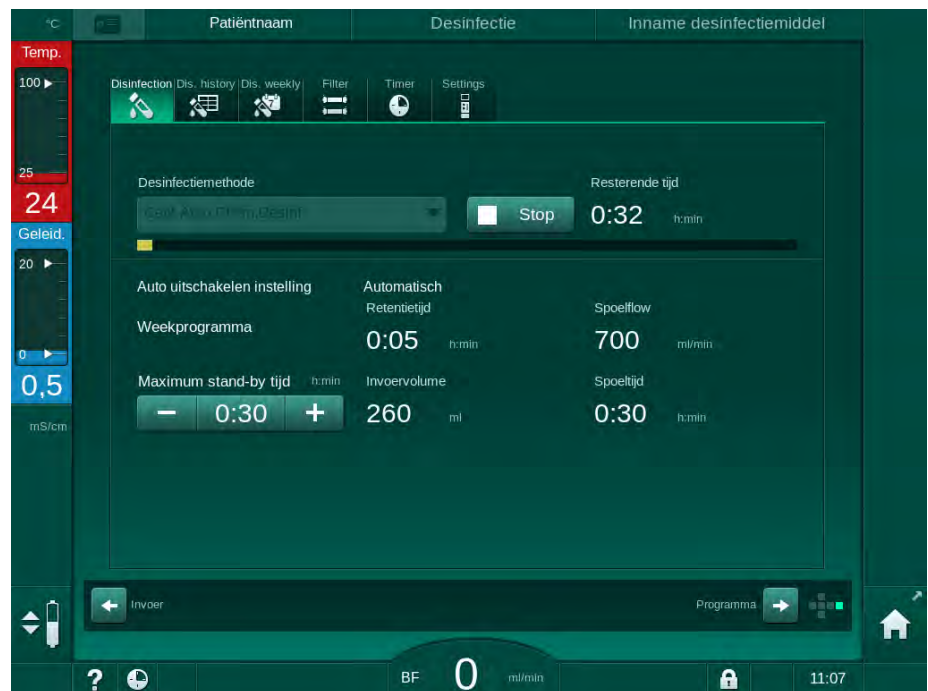 °C Patiëntnaam Desinfectie Inname desinfectiemiddel
Temp.
100
25
24
Geleid.
20
0
0,5
mS/cm
Disinfection Dis. history Dis. weekly Filter Timer Settings
7
Desinfectiemethode Resterende tijd
Stop 0:32 h:min
Auto uitschakelen instelling Automatisch
Retentietijd Spoelflow
Weekprogramma
0:05 h:min 700 ml/min
Maximum stand-by tijd h:min Invoervolume Spoeltijd
− 0:30 + 260 ml 0:30 h:min
Invoer Programma
? BF 0 ml/min 11:07